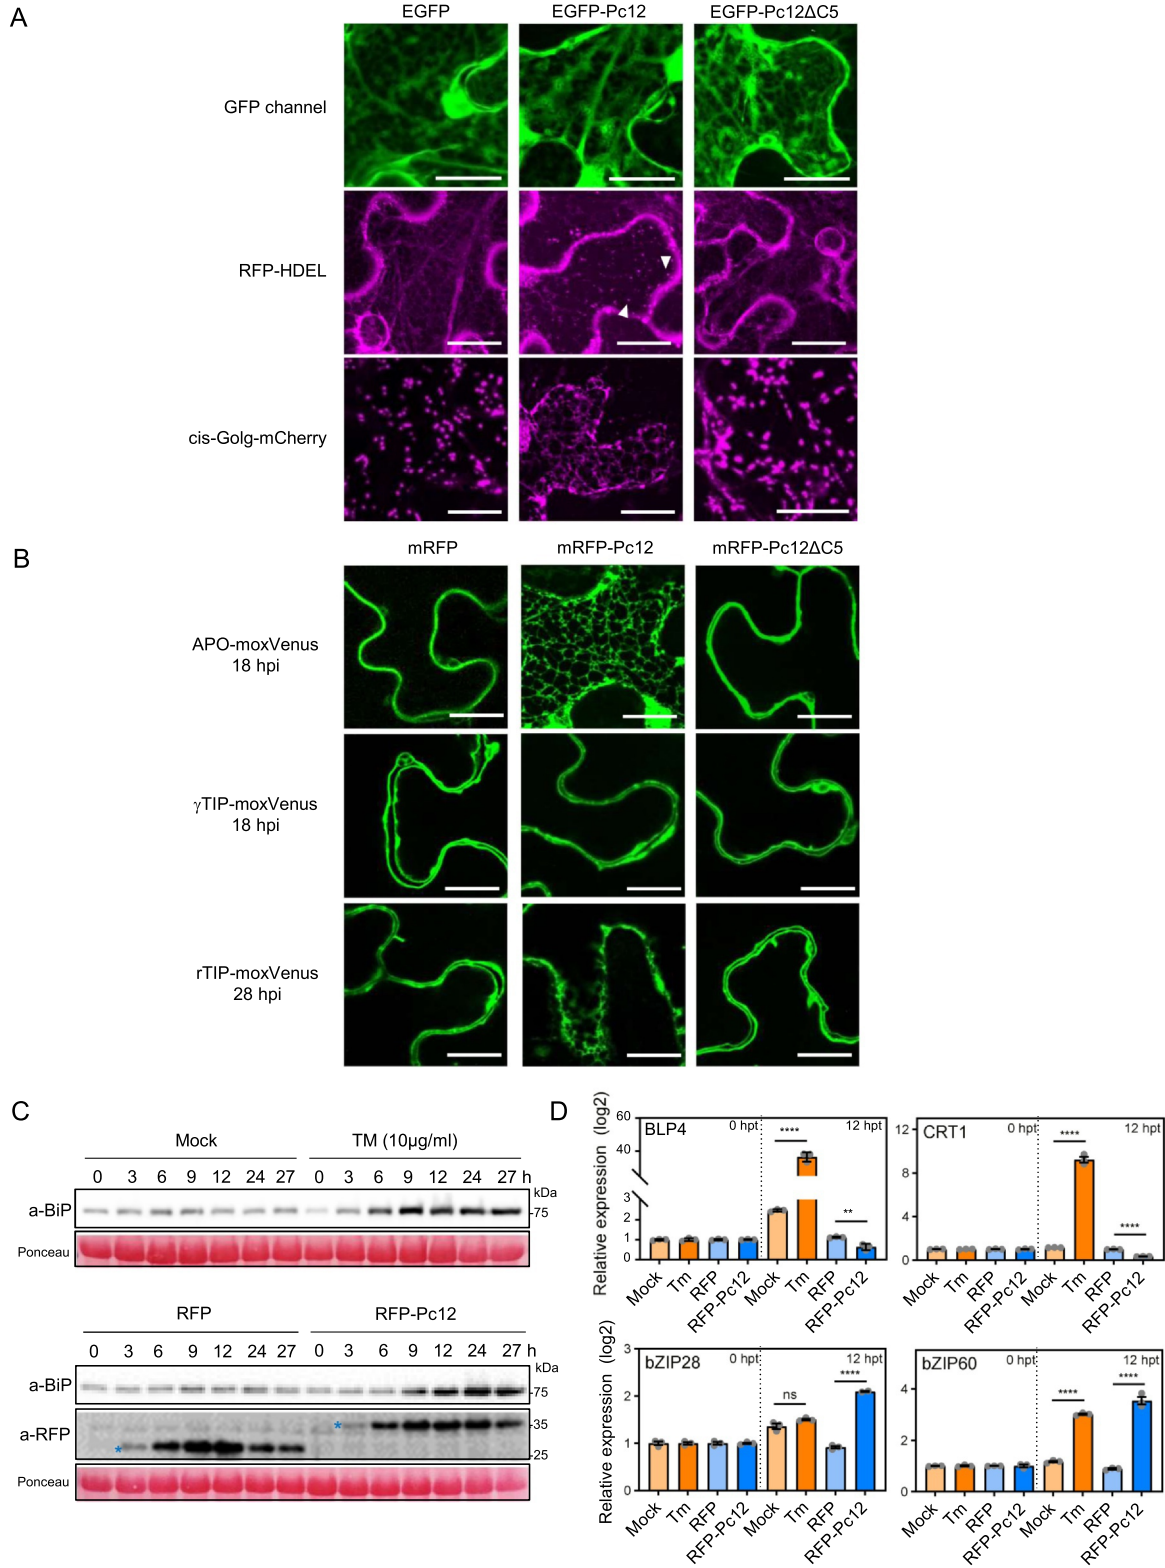 A
EGFP EGFP-Pc12 EGFP-Pc12ΔC5
GFP channel
RFP-HDEL
cis-Golg-mCherry
B
mRFP mRFP-Pc12 mRFP-Pc12ΔC5
APO-moxVenus
18 hpi
γTIP-moxVenus
18 hpi
rTIP-moxVenus
28 hpi
C
Mock TM (10μg/ml)
0 3 6 9 12 24 27 0 3 6 9 12 24 27 h
kDa
a-BiP -75
Ponceau
RFP RFP-Pc12
0 3 6 9 12 24 27 0 3 6 9 12 24 27 h
kDa
a-BiP -75
a-RFP * * -35
-25
Ponceau
D
Relative expression (log2)
60
40
3
2
1
0
BLP4 0 hpt 12 hpt
**** **
Mock Tm RFP RFP-Pc12 Mock Tm RFP RFP-Pc12
12
8
4
0
CRT1 0 hpt 12 hpt
**** ****
Mock Tm RFP RFP-Pc12 Mock Tm RFP RFP-Pc12
Relative expression (log2)
3
2
1
0
bZIP28 0 hpt 12 hpt
ns ****
Mock Tm RFP RFP-Pc12 Mock Tm RFP RFP-Pc12
4
2
0
bZIP60 0 hpt 12 hpt
**** ****
Mock Tm RFP RFP-Pc12 Mock Tm RFP RFP-Pc12